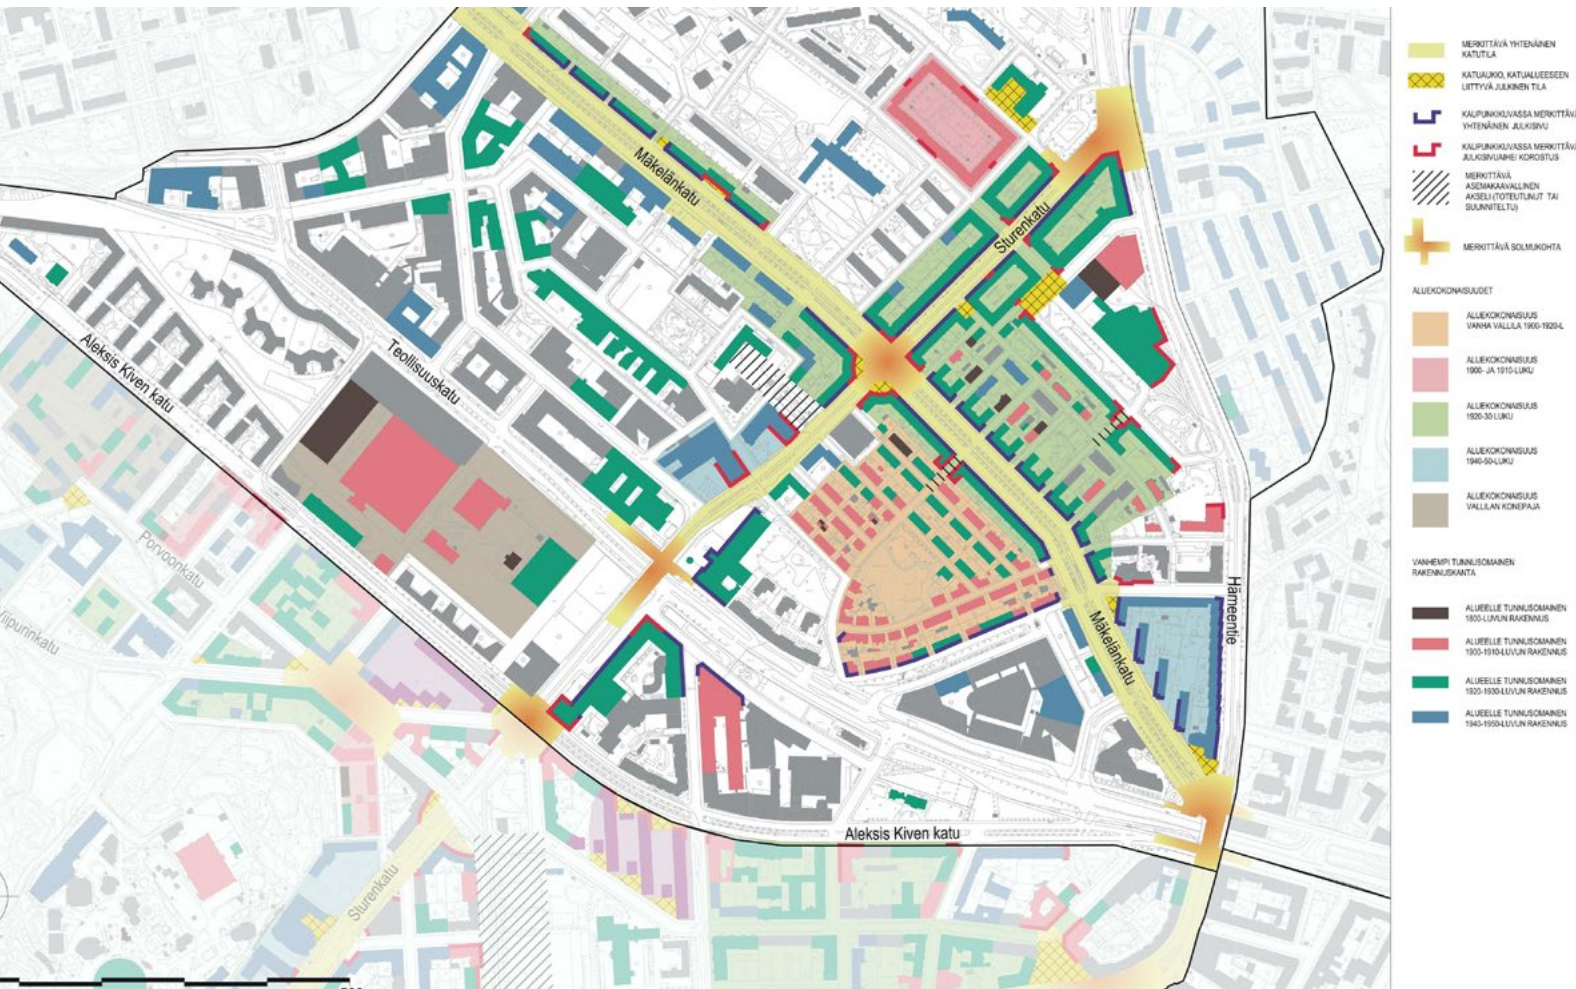 Mäkelänkatu
Sturenkatu
Teollisuuskatu
Aleksis Kiven katu
Porvoonkatu
Mäkelänkatu
Hämeentie
Aleksis Kiven katu
Sturenkatu
MERKITTÄVÄ YHTENÄINEN
KATUTILA
KATUAUKIO, KATUALUEESEEN
LIITTYVÄ JULKINEN TILA
KAUPUNKIKUVASSA MERKITTÄVÄ
YHTENÄINEN JULKISIVU
KAUPUNKIKUVASSA MERKITTÄVÄ
JULKISIVUAIHE/ KOROSTUS
MERKITTÄVÄ
ASEMAKAAVALLINEN
AKSELI (TOTEUTUNUT TAI
SUUNNITELTU)
MERKITTÄVÄ SOLMUKOHTA
ALUEKOKONAISUUDET
ALUEKOKONAISUUS
VANHA VALLILA 1900-1920-L
ALUEKOKONAISUUS
1900- JA 1910-LUKU
ALUEKOKONAISUUS
1920-30-LUKU
ALUEKOKONAISUUS
1940-50-LUKU
ALUEKOKONAISUUS
VALLILAN KONEPAJA
VANHEMPI TUNNUSOMAINEN
RAKENNUSKANTA
ALUEELLE TUNNUSOMAINEN
1800-LUVUN RAKENNUS
ALUEELLE TUNNUSOMAINEN
1900-1910-LUVUN RAKENNUS
ALUEELLE TUNNUSOMAINEN
1920-1930-LUVUN RAKENNUS
ALUEELLE TUNNUSOMAINEN
1940-1950-LUVUN RAKENNUS